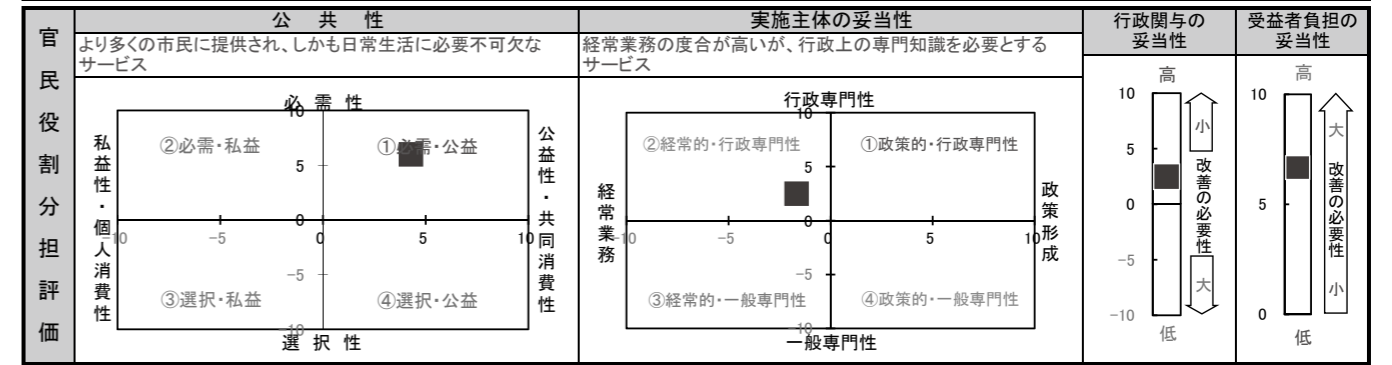 官民役割分担評価
公共性
より多くの市民に提供され、しかも日常生活に必要不可欠な
サービス
必需性
10
②必需・私益
①必需・公益
5
私益性・個人消費性
公益性・共同消費性
0
-10
-5
0
5
10
-5
③選択・私益
④選択・公益
-10
選択性
実施主体の妥当性
経常業務の度合が高いが、行政上の専門知識を必要とする
サービス
行政専門性
10
②経常的・行政専門性
①政策的・行政専門性
5
経常業務
政策形成
0
-10
-5
0
5
10
-5
③経常的・一般専門性
④政策的・一般専門性
-10
一般専門性
行政関与の
妥当性
高
10
5
0
-5
-10
低
小
改善の必要性
大
受益者負担の
妥当性
高
10
5
0
低
大
改善の必要性
小